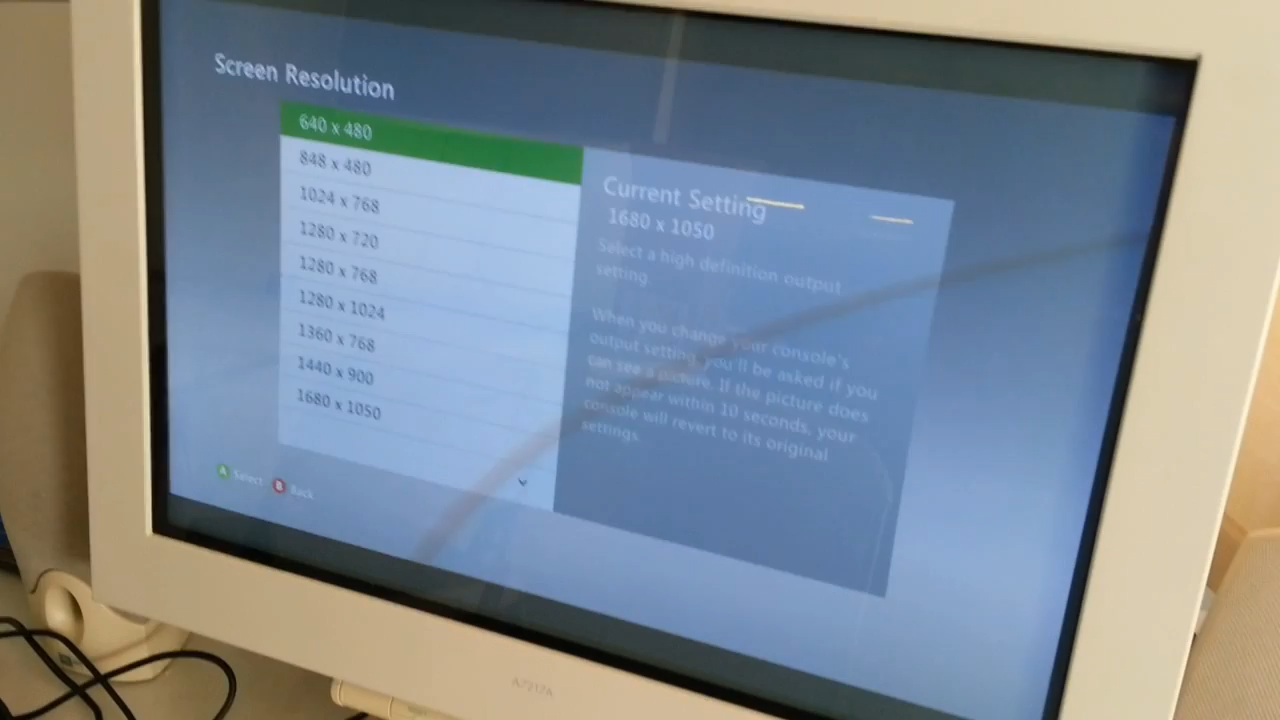 Screen Resolution
640 x 480
848 x 480
1024 x 768
1280 x 720
1280 x 768
1280 x 1024
1360 x 768
1440 x 900
1680 x 1050
Current Setting
1680 x 1050
Select a high definition output
setting.
When you change your console's
output setting, you'll be asked if you
can see a picture. If the picture does
not appear within 10 seconds, your
console will revert to its original
settings.
A Select B Back
A7217A